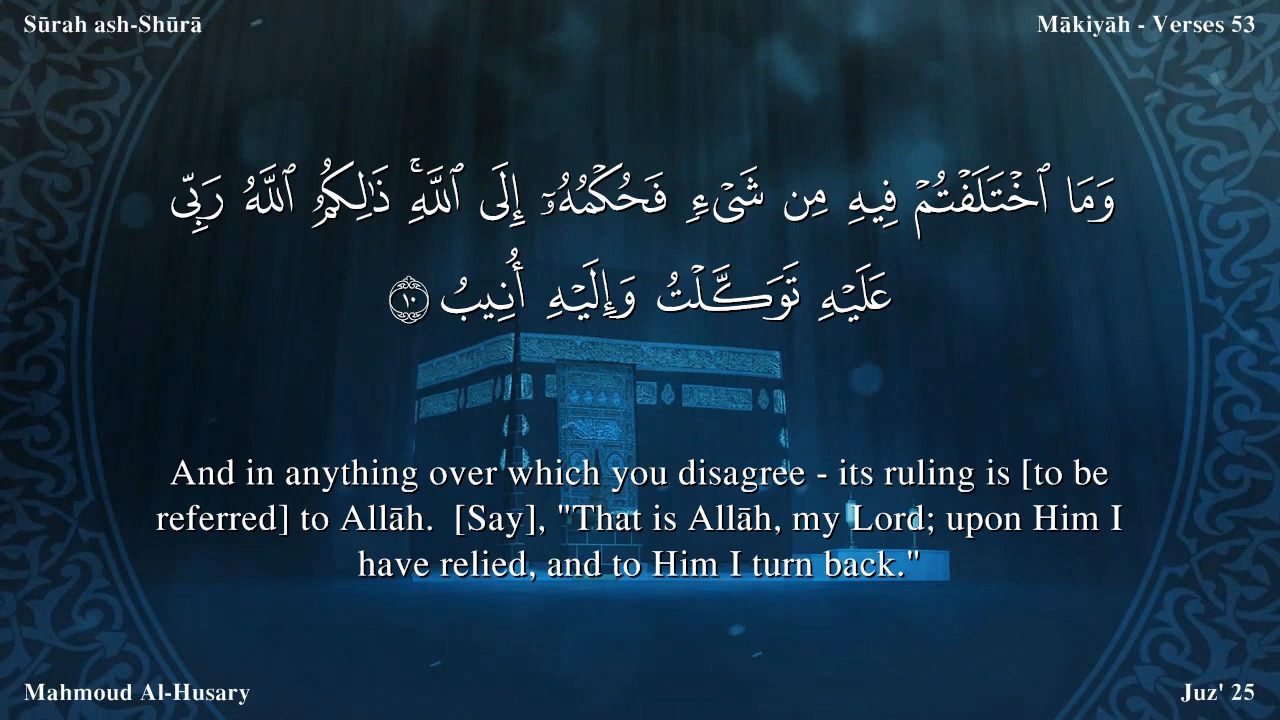 Sūrah ash-Shūrā
Mākiyāh - Verses 53
وَمَا ٱخْتَلَفْتُمْ فِيهِ مِن شَىْءٍ فَحُكْمُهُۥٓ إِلَى ٱللَّهِ ۚ ذَٰلِكُمُ ٱللَّهُ رَبِّى
عَلَيْهِ تَوَكَّلْتُ وَإِلَيْهِ أُنِيبُ ١٠
And in anything over which you disagree - its ruling is [to be
referred] to Allāh.  [Say], "That is Allāh, my Lord; upon Him I
have relied, and to Him I turn back."
Mahmoud Al-Husary
Juz' 25